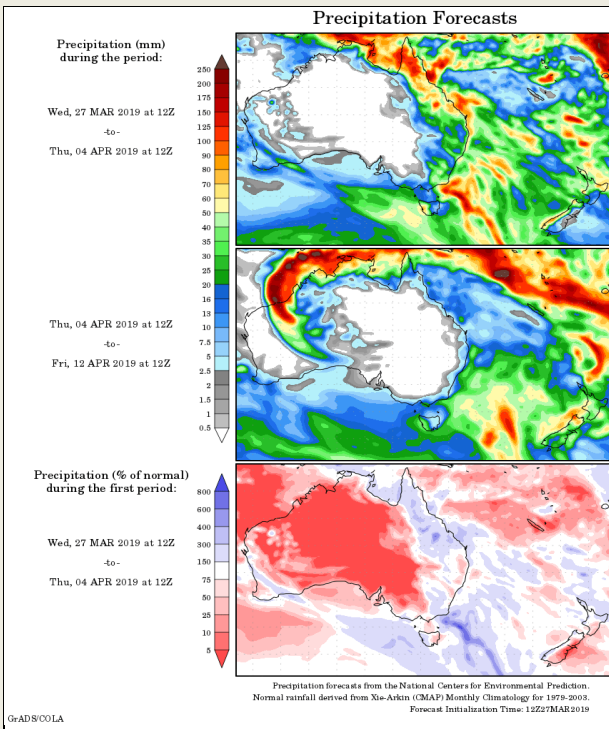 Precipitation Forecasts
Precipitation (mm)
during the period:
Wed, 27 MAR 2019 at 12Z
-to-
Thu, 04 APR 2019 at 12Z
250
200
175
150
125
100
90
80
70
60
50
40
35
30
25
20
16
13
10
7.5
5
2.5
2
1.5
1
0.5
Thu, 04 APR 2019 at 12Z
-to-
Fri, 12 APR 2019 at 12Z
Precipitation (% of normal)
during the first period:
Wed, 27 MAR 2019 at 12Z
-to-
Thu, 04 APR 2019 at 12Z
800
600
400
300
150
75
50
25
10
5
Precipitation forecasts from the National Centers for Environmental Prediction.
Normal rainfall derived from Xie-Arkin (CMAP) Monthly Climatology for 1979-2003.
Forecast Initialization Time: 12Z27MAR2019
GrADS/COLA